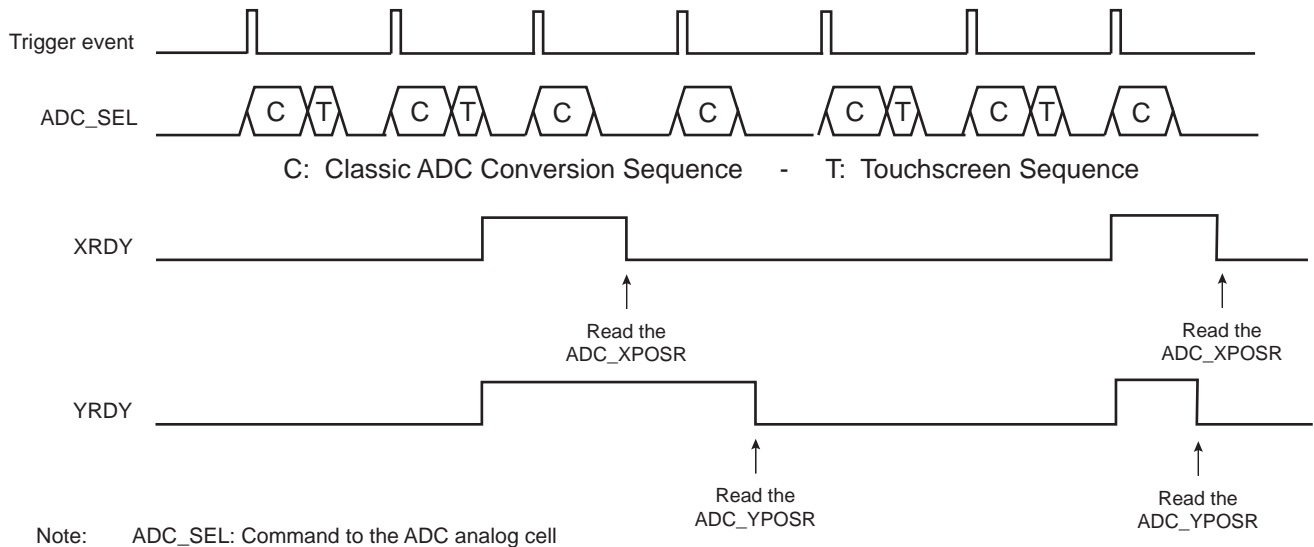 Trigger event
ADC_SEL
C T C T C C C T C T C
C: Classic ADC Conversion Sequence - T: Touchscreen Sequence
XRDY
Read the
ADC_XPOSR
Read the
ADC_XPOSR
YRDY
Read the
ADC_YPOSR
Read the
ADC_YPOSR
Note: ADC_SEL: Command to the ADC analog cell